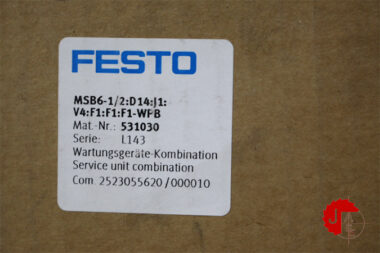 FESTO
MSB6-1/2:D14:J1:
V4:F1:F1:F1-WPB
Mat.-Nr.: 531030
Serie: L143
Wartungsgeräte-Kombination
Service unit combination
Com. 2523055620/000010